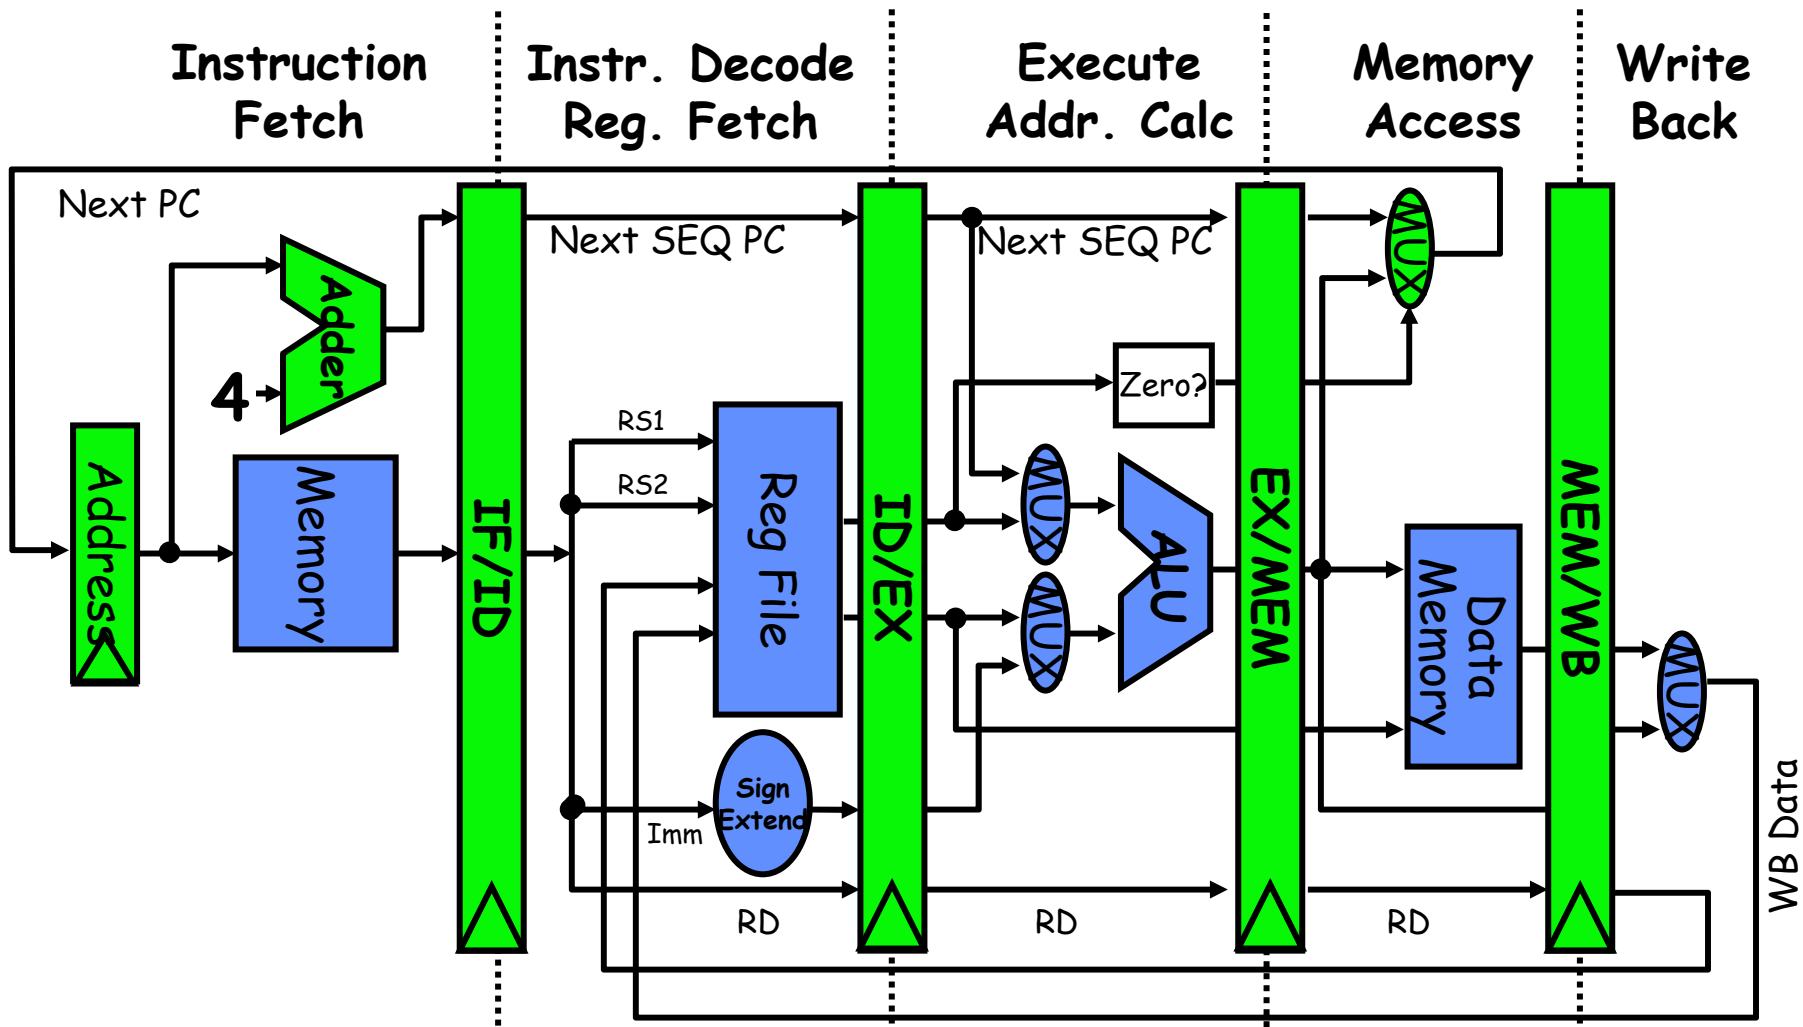 Instruction
Fetch
Instr. Decode
Reg. Fetch
Execute
Addr. Calc
Memory
Access
Write
Back
Next PC
Next SEQ PC
Next SEQ PC
MUX
Adder
4
Zero?
RS1
RS2
Address
Memory
IF/ID
Reg File
ID/EX
MUX
MUX
ALU
EX/MEM
Data
Memory
MEM/WB
MUX
Sign
Extend
Imm
RD
RD
RD
WB Data